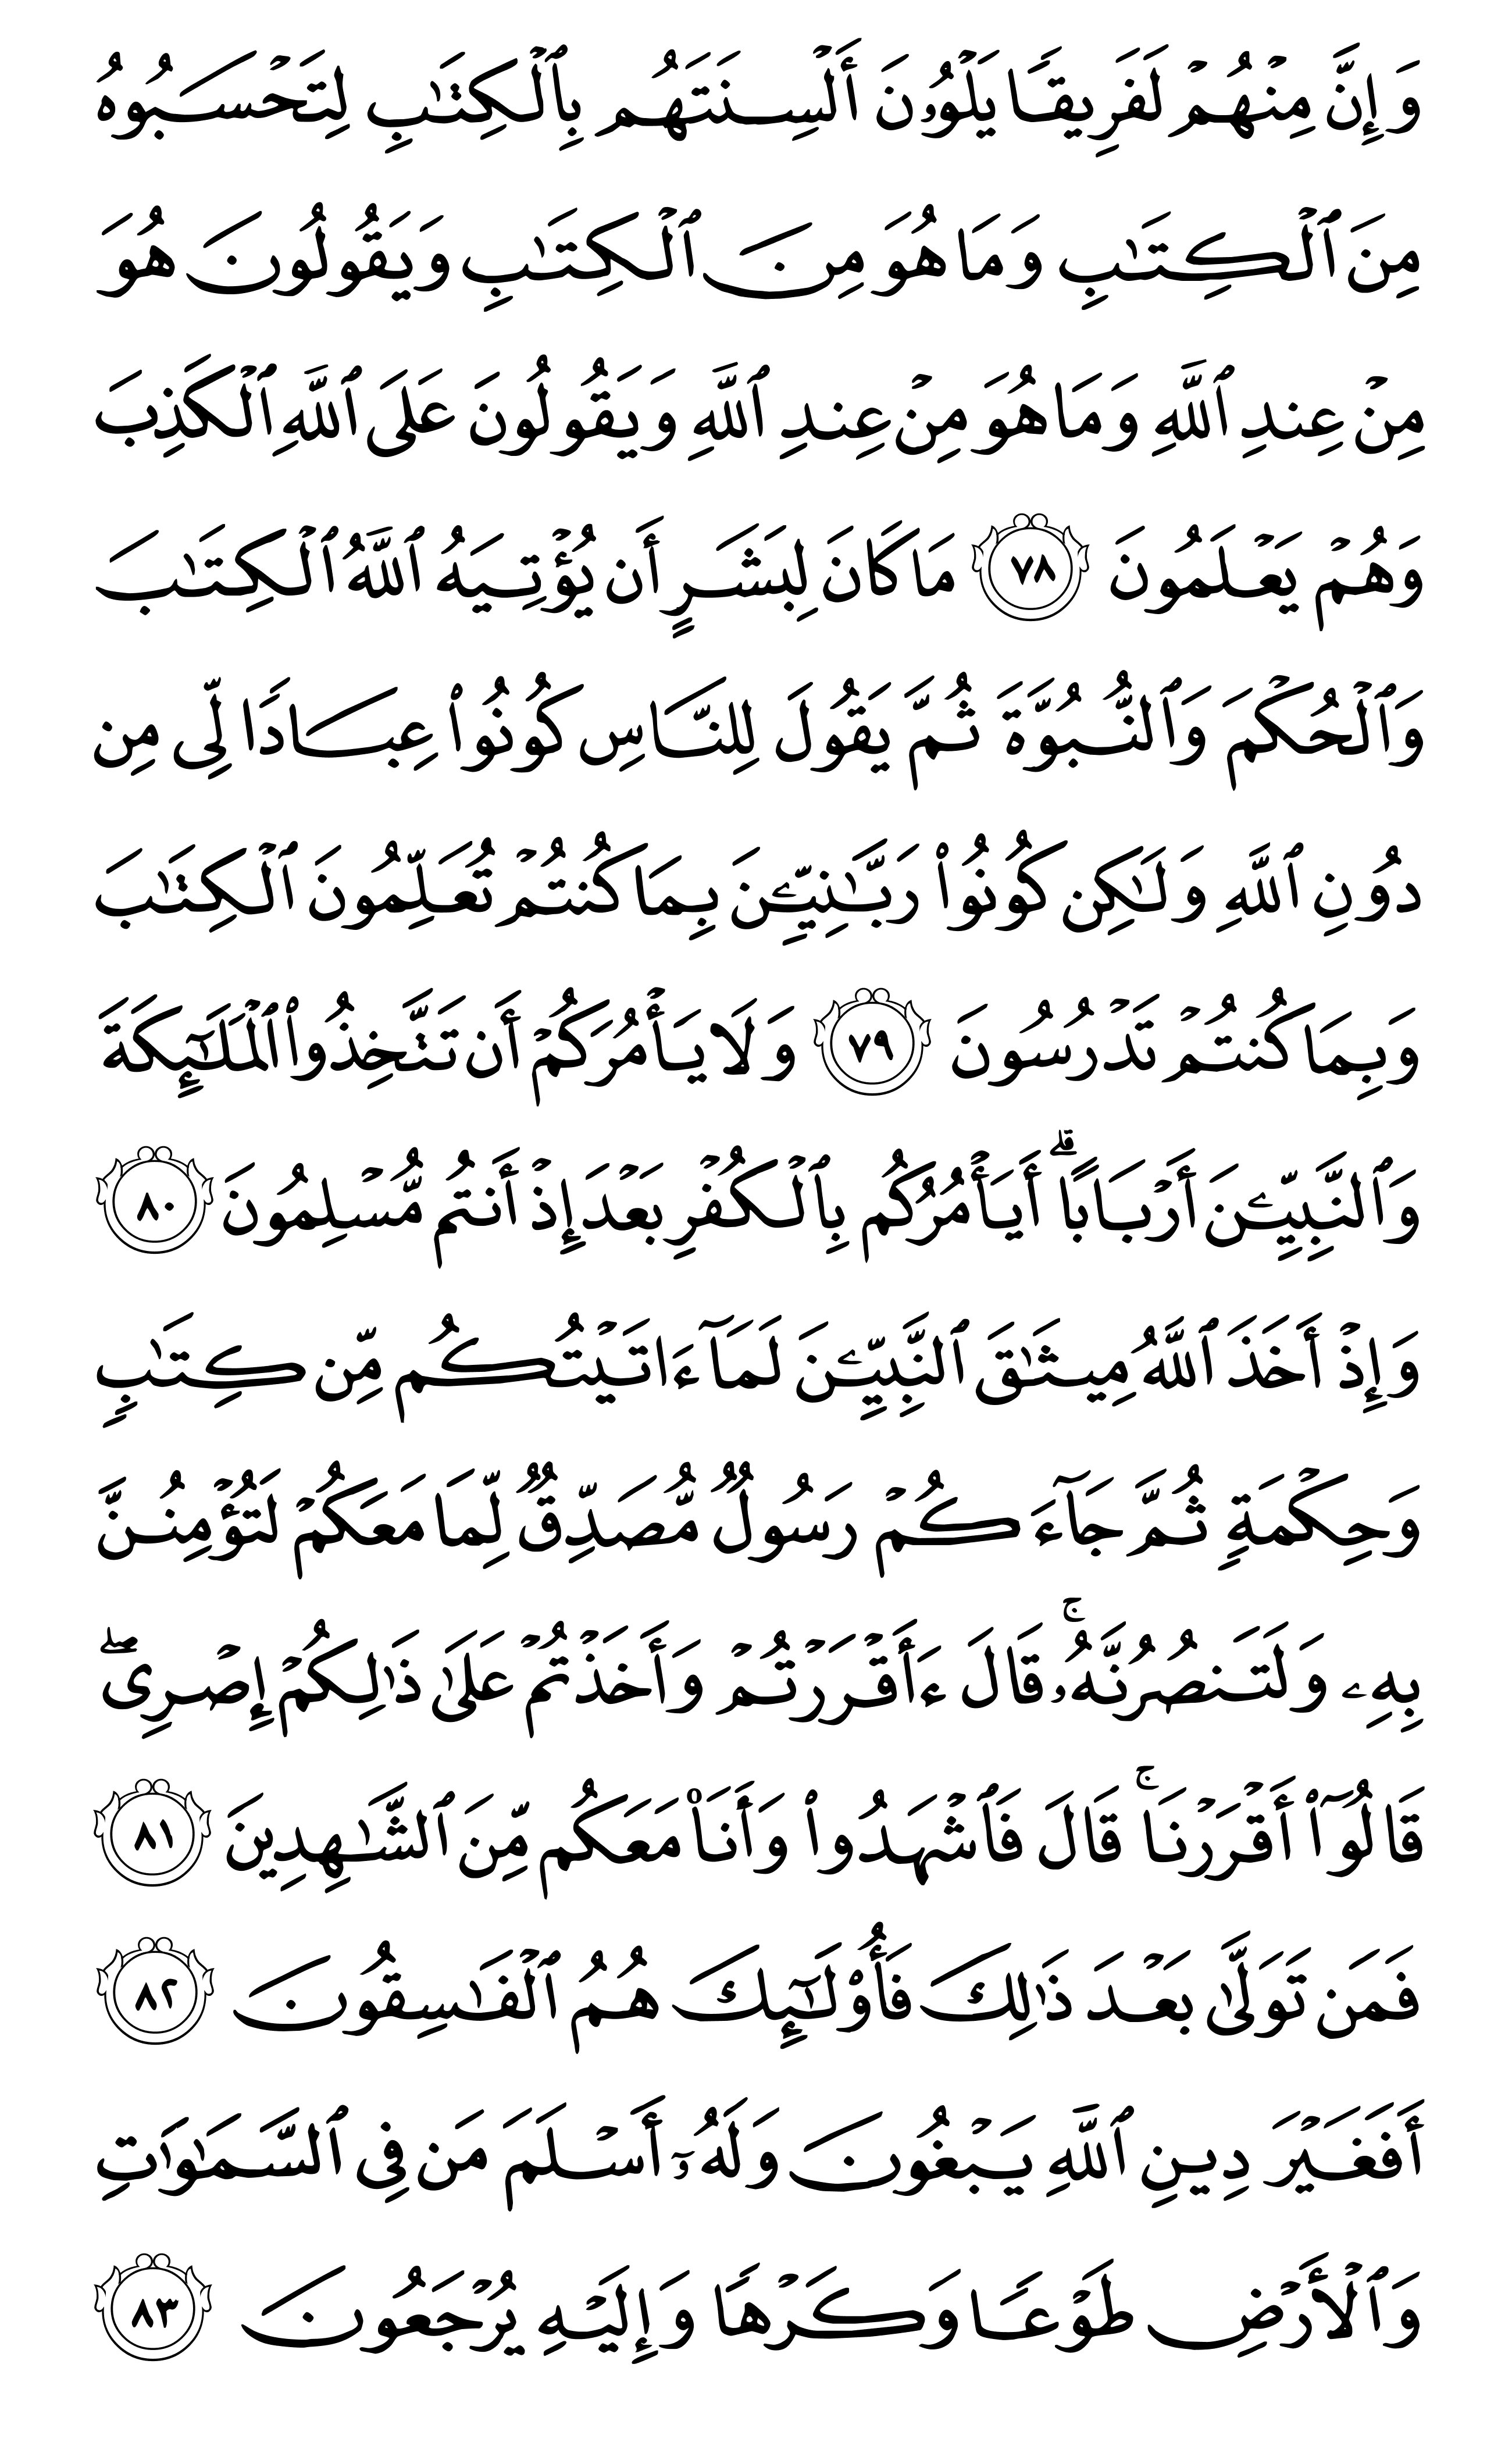 وَإِنَّ مِنۡهُمۡ لَفَرِيقٗا يَلۡوُۥنَ أَلۡسِنَتَهُم بِٱلۡكِتَٰبِ لِتَحۡسَبُوهُ
مِنَ ٱلۡكِتَٰبِ وَمَا هُوَ مِنَ ٱلۡكِتَٰبِ وَيَقُولُونَ هُوَ
مِنۡ عِندِ ٱللَّهِ وَمَا هُوَ مِنۡ عِندِ ٱللَّهِ وَيَقُولُونَ عَلَى ٱللَّهِ ٱلۡكَذِبَ
وَهُمۡ يَعۡلَمُونَ ٧٨ مَا كَانَ لِبَشَرٍ أَن يُؤۡتِيَهُ ٱللَّهُ ٱلۡكِتَٰبَ
وَٱلۡحُكۡمَ وَٱلنُّبُوَّةَ ثُمَّ يَقُولَ لِلنَّاسِ كُونُواْ عِبَادٗا لِّي مِن
دُونِ ٱللَّهِ وَلَٰكِن كُونُواْ رَبَّٰنِيِّـۧنَ بِمَا كُنتُمۡ تُعَلِّمُونَ ٱلۡكِتَٰبَ
وَبِمَا كُنتُمۡ تَدۡرُسُونَ ٧٩ وَلَا يَأۡمُرَكُمۡ أَن تَتَّخِذُواْ ٱلۡمَلَٰٓئِكَةَ
وَٱلنَّبِيِّـۧنَ أَرۡبَابًاۗ أَيَأۡمُرُكُم بِٱلۡكُفۡرِ بَعۡدَ إِذۡ أَنتُم مُّسۡلِمُونَ ٨٠
وَإِذۡ أَخَذَ ٱللَّهُ مِيثَٰقَ ٱلنَّبِيِّـۧنَ لَمَآ ءَاتَيۡتُكُم مِّن كِتَٰبٖ
وَحِكۡمَةٖ ثُمَّ جَآءَكُمۡ رَسُولٞ مُّصَدِّقٞ لِّمَا مَعَكُمۡ لَتُؤۡمِنُنَّ
بِهِۦ وَلَتَنصُرُنَّهُۥۚ قَالَ ءَأَقۡرَرۡتُمۡ وَأَخَذۡتُمۡ عَلَىٰ ذَٰلِكُمۡ إِصۡرِيۖ
قَالُوٓاْ أَقۡرَرۡنَاۚ قَالَ فَٱشۡهَدُواْ وَأَنَا۠ مَعَكُم مِّنَ ٱلشَّٰهِدِينَ ٨١
فَمَن تَوَلَّىٰ بَعۡدَ ذَٰلِكَ فَأُوْلَٰٓئِكَ هُمُ ٱلۡفَٰسِقُونَ ٨٢
أَفَغَيۡرَ دِينِ ٱللَّهِ يَبۡغُونَ وَلَهُۥٓ أَسۡلَمَ مَن فِي ٱلسَّمَٰوَٰتِ
وَٱلۡأَرۡضِ طَوۡعٗا وَكَرۡهٗا وَإِلَيۡهِ يُرۡجَعُونَ ٨٣